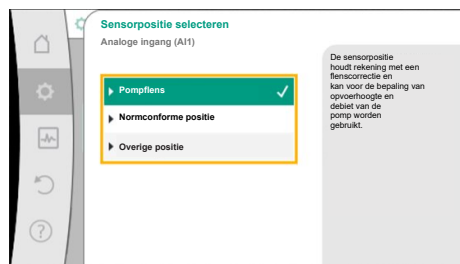 Sensorpositie selecteren
Analoge ingang (AI1)
Pompflens
Normconforme positie
Overige positie
De sensorpositie
houdt rekening met een
flenscorrectie en
kan voor de bepaling van
opvoerhoogte en
debiet van de
pomp worden
gebruikt.
?